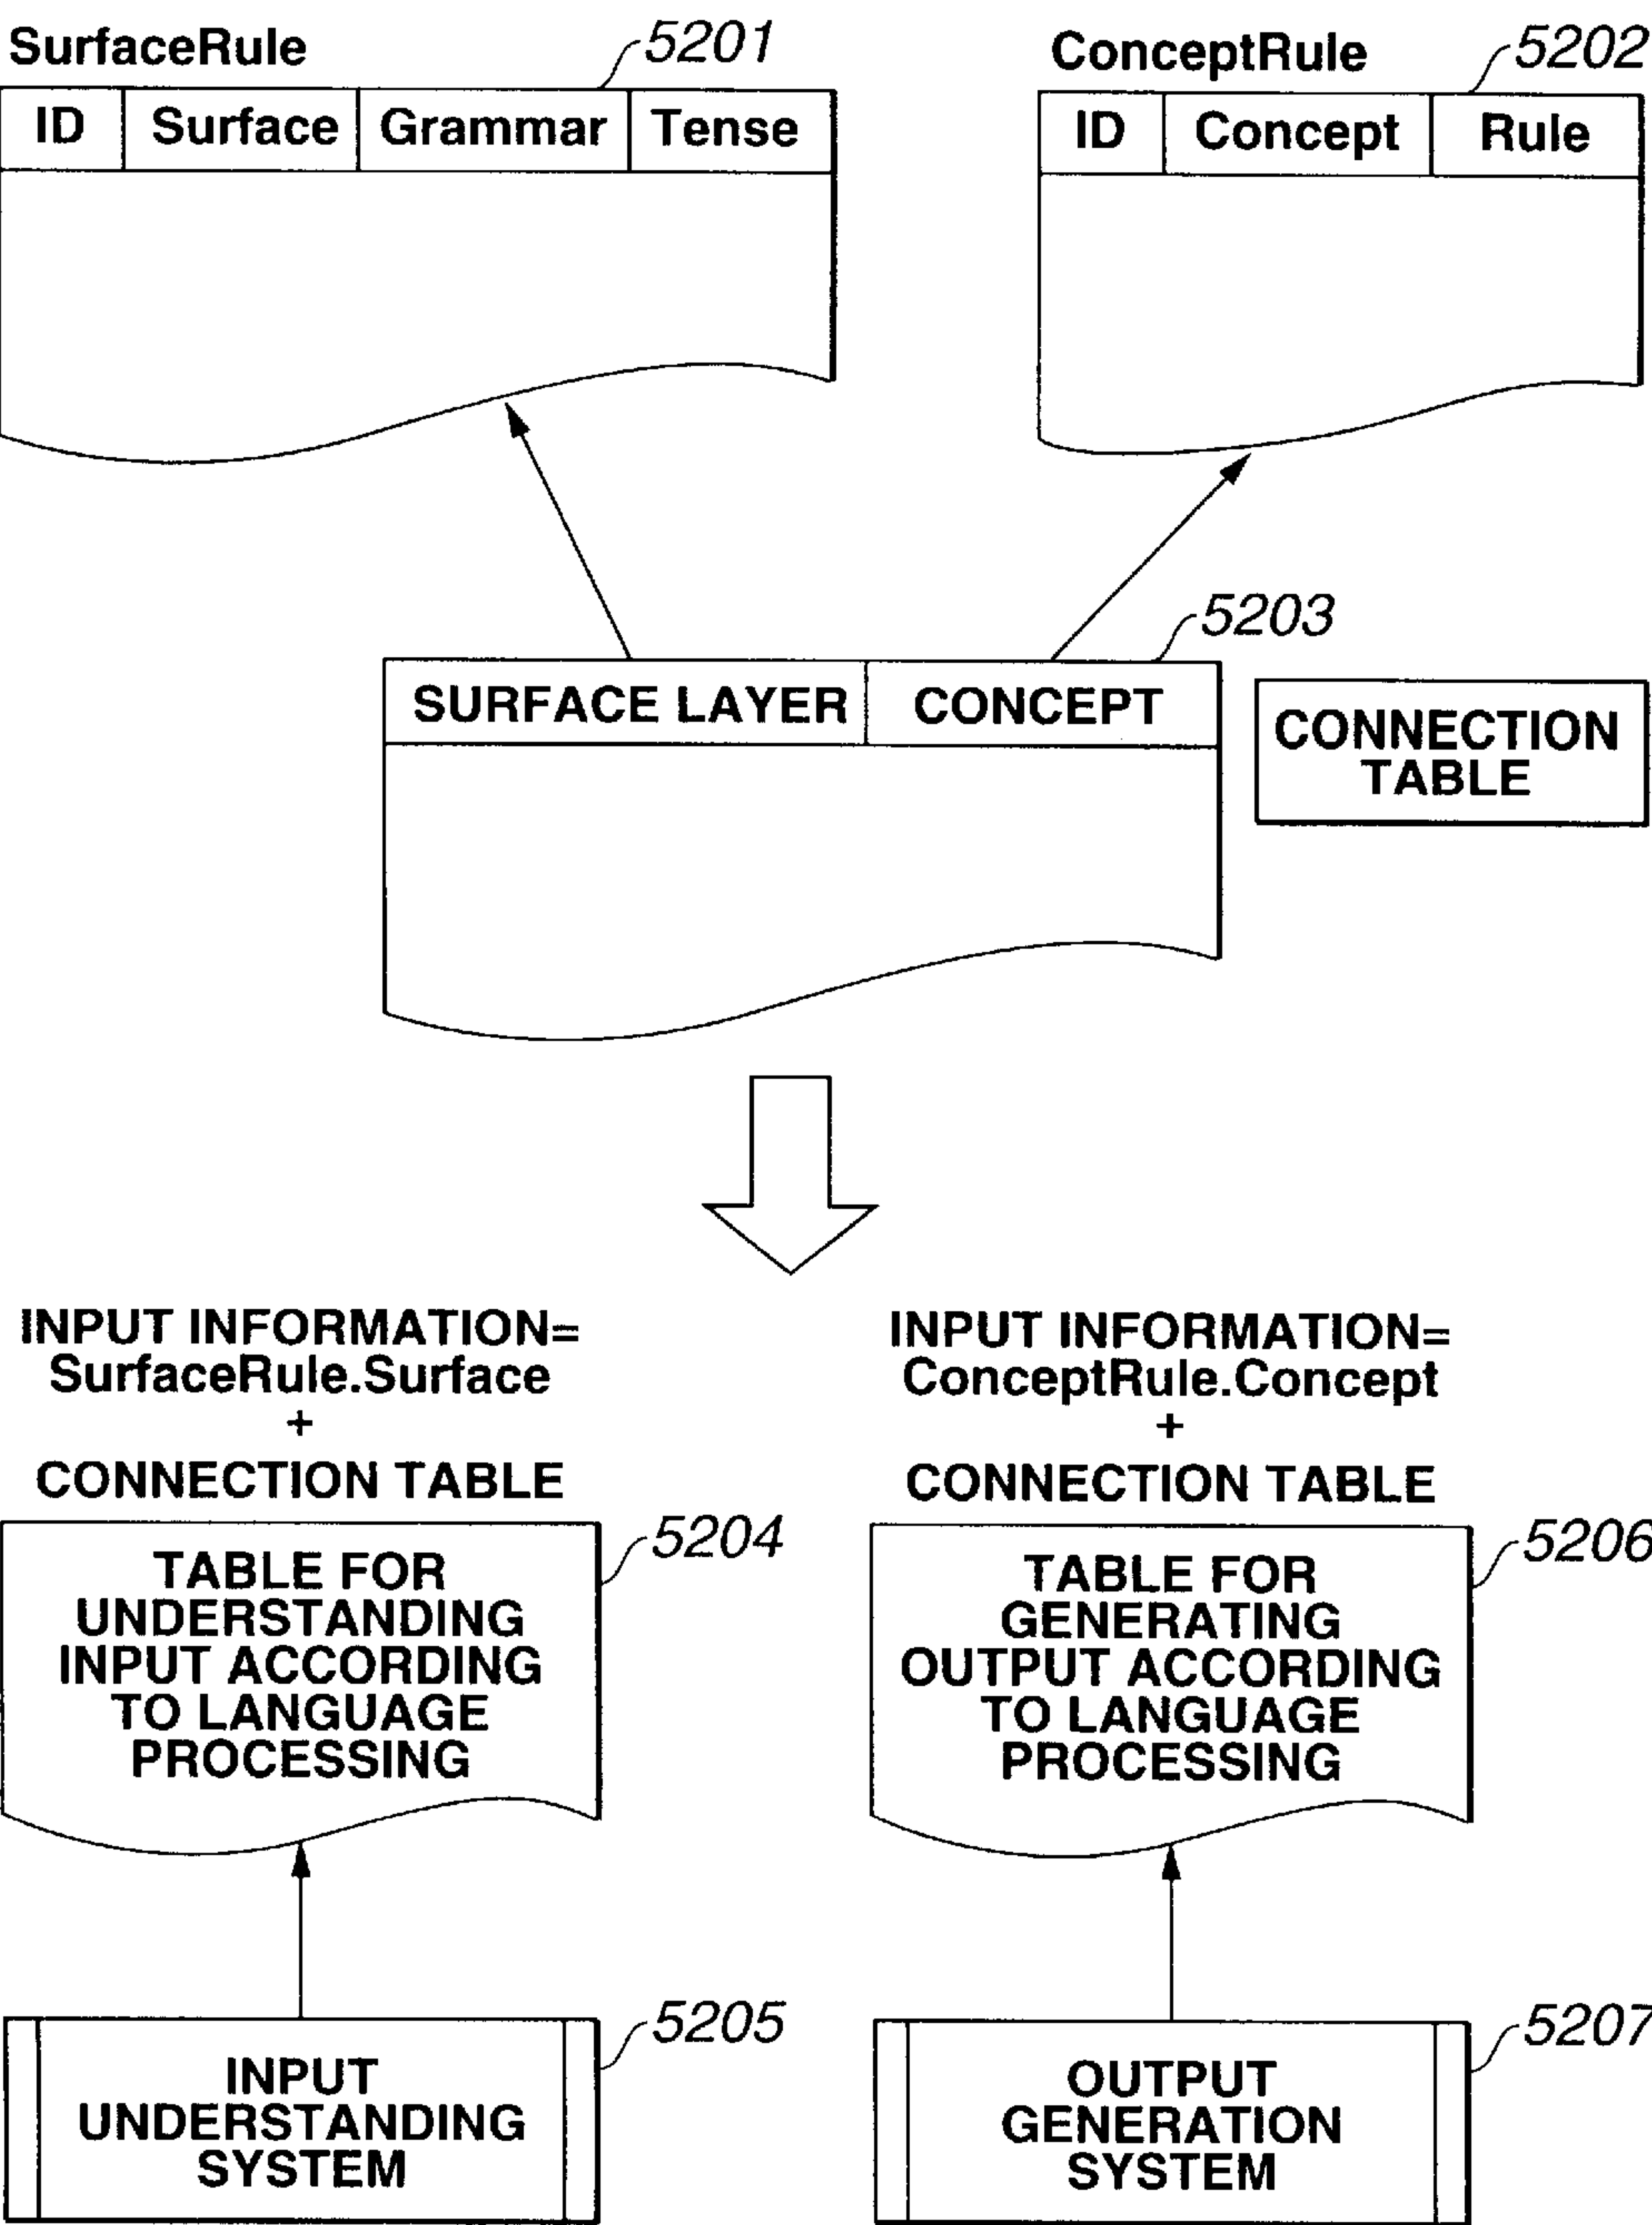 SurfaceRule
5201
ID Surface Grammar Tense
ConceptRule
5202
ID Concept Rule
5203
SURFACE LAYER CONCEPT
CONNECTION
TABLE
INPUT INFORMATION=
SurfaceRule.Surface
+
CONNECTION TABLE
5204
TABLE FOR
UNDERSTANDING
INPUT ACCORDING
TO LANGUAGE
PROCESSING
5205
INPUT
UNDERSTANDING
SYSTEM
INPUT INFORMATION=
ConceptRule.Concept
+
CONNECTION TABLE
5206
TABLE FOR
GENERATING
OUTPUT ACCORDING
TO LANGUAGE
PROCESSING
5207
OUTPUT
GENERATION
SYSTEM